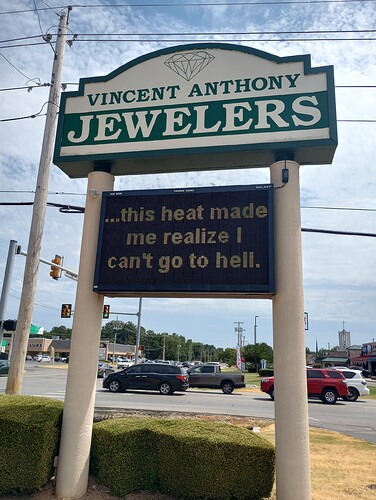 VINCENT ANTHONY
JEWELERS
...this heat made
me realize I
can't go to hell.